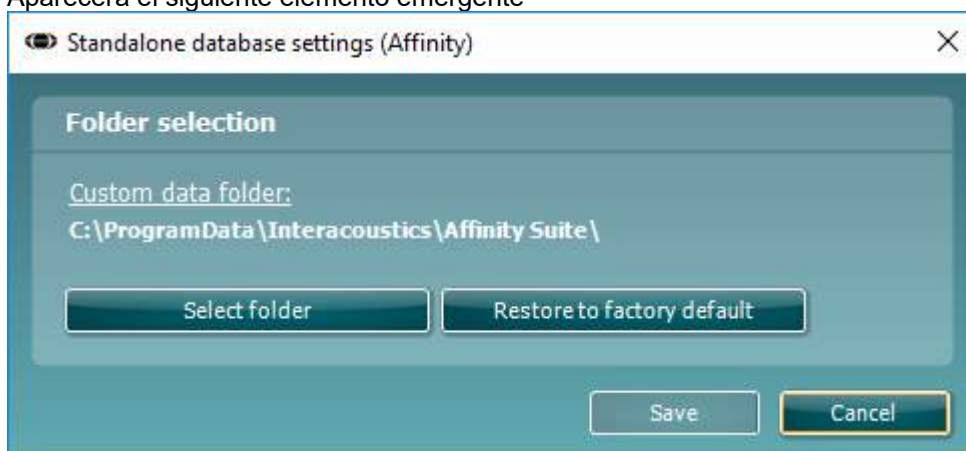 Aparecerá el siguiente elemento emergente
Standalone database settings (Affinity)
Folder selection
Custom data folder:
C:\ProgramData\Interacoustics\Affinity Suite\
Select folder Restore to factory default
Save Cancel